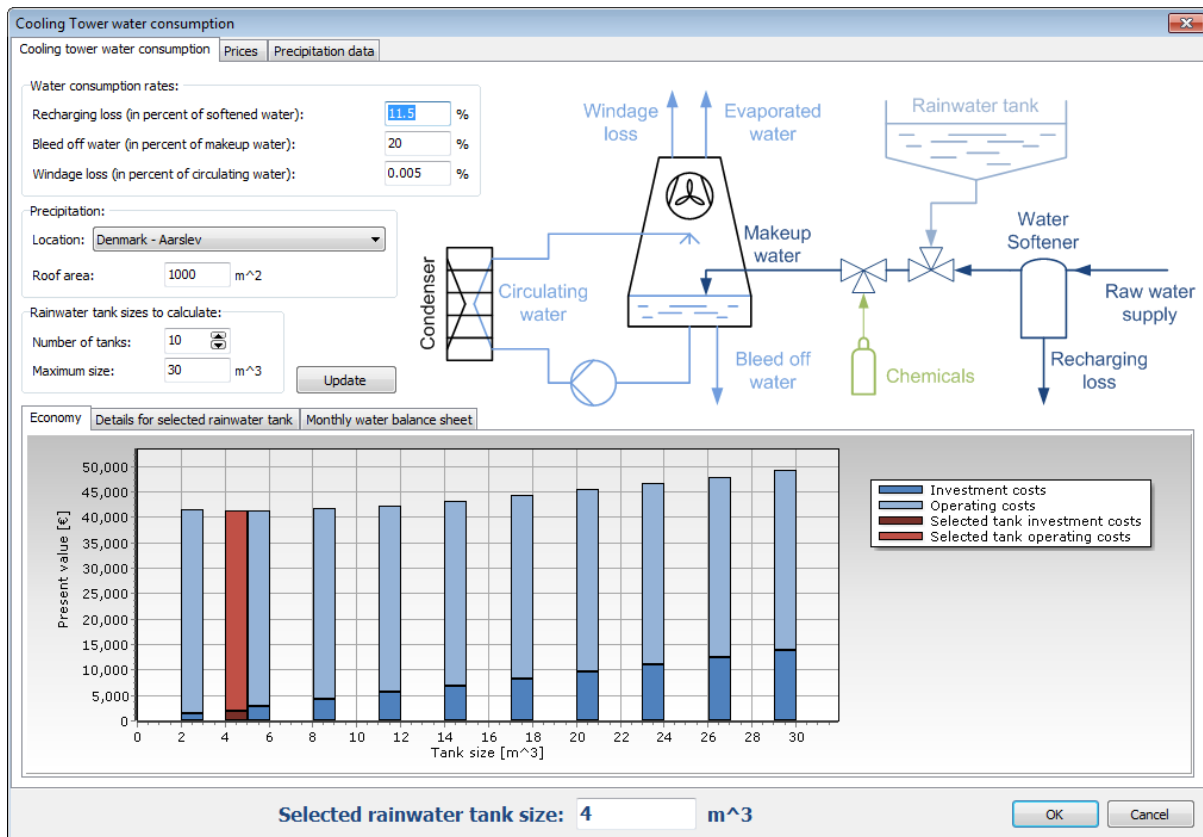 Cooling Tower water consumption
Cooling tower water consumption Prices Precipitation data
Water consumption rates:
Recharging loss (in percent of softened water): 11.5 %
Bleed off water (in percent of makeup water): 20 %
Windage loss (in percent of circulating water): 0.005 %
Precipitation:
Location: Denmark - Aarslev
Roof area: 1000 m^2
Rainwater tank sizes to calculate:
Number of tanks: 10
Maximum size: 30 m^3
Update
Windage
loss
Evaporated
water
Rainwater tank
Makeup
water
Water
Softener
Condenser
Circulating
water
Raw water
supply
Bleed off
water
Chemicals
Recharging
loss
Economy Details for selected rainwater tank Monthly water balance sheet
Present value [€]
50,000
45,000
40,000
35,000
30,000
25,000
20,000
15,000
10,000
5,000
0
0 2 4 6 8 10 12 14 16 18 20 22 24 26 28 30
Tank size [m^3]
Investment costs
Operating costs
Selected tank investment costs
Selected tank operating costs
Selected rainwater tank size: 4 m^3
OK Cancel